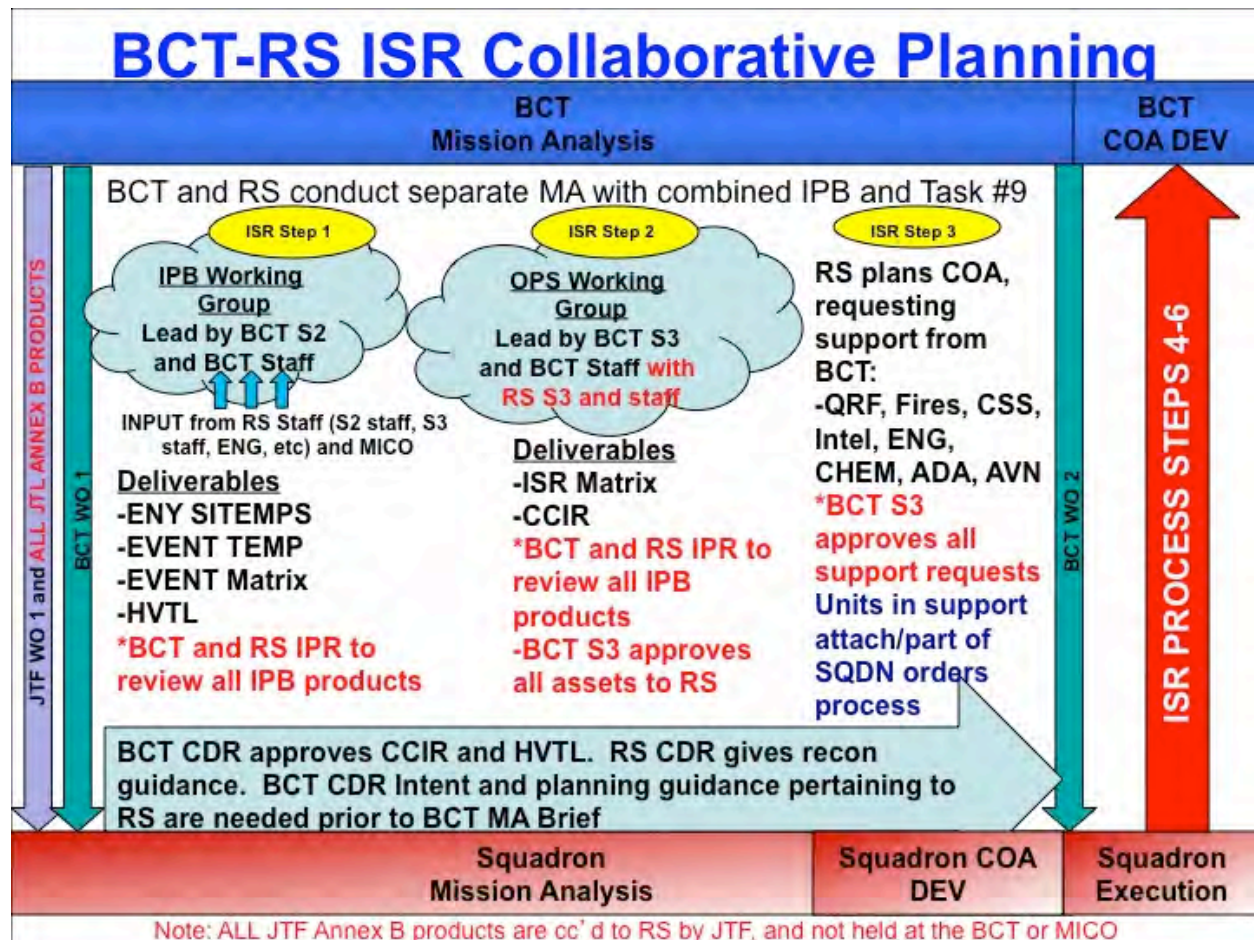 BCT-RS ISR Collaborative Planning
BCT
Mission Analysis
BCT
COA DEV
JTF WO 1 and ALL JTL ANNEX B PRODUCTS
BCT WO 1
BCT and RS conduct separate MA with combined IPB and Task #9
ISR Step 1
IPB Working
Group
Lead by BCT S2
and BCT Staff
INPUT from RS Staff (S2 staff, S3
staff, ENG, etc) and MICO
Deliverables
-ENY SITEMPS
-EVENT TEMP
-EVENT Matrix
-HVTL
*BCT and RS IPR to
review all IPB products
ISR Step 2
OPS Working
Group
Lead by BCT S3
and BCT Staff with
RS S3 and staff
Deliverables
-ISR Matrix
-CCIR
*BCT and RS IPR to
review all IPB
products
-BCT S3 approves
all assets to RS
ISR Step 3
RS plans COA,
requesting
support from
BCT:
-QRF, Fires, CSS,
Intel, ENG,
CHEM, ADA, AVN
*BCT S3
approves all
support requests
Units in support
attach/part of
SQDN orders
process
BCT WO 2
ISR PROCESS STEPS 4-6
BCT CDR approves CCIR and HVTL.  RS CDR gives recon
guidance.  BCT CDR Intent and planning guidance pertaining to
RS are needed prior to BCT MA Brief
Squadron
Mission Analysis
Squadron COA
DEV
Squadron
Execution
Note: ALL JTF Annex B products are cc'd to RS by JTF, and not held at the BCT or MICO